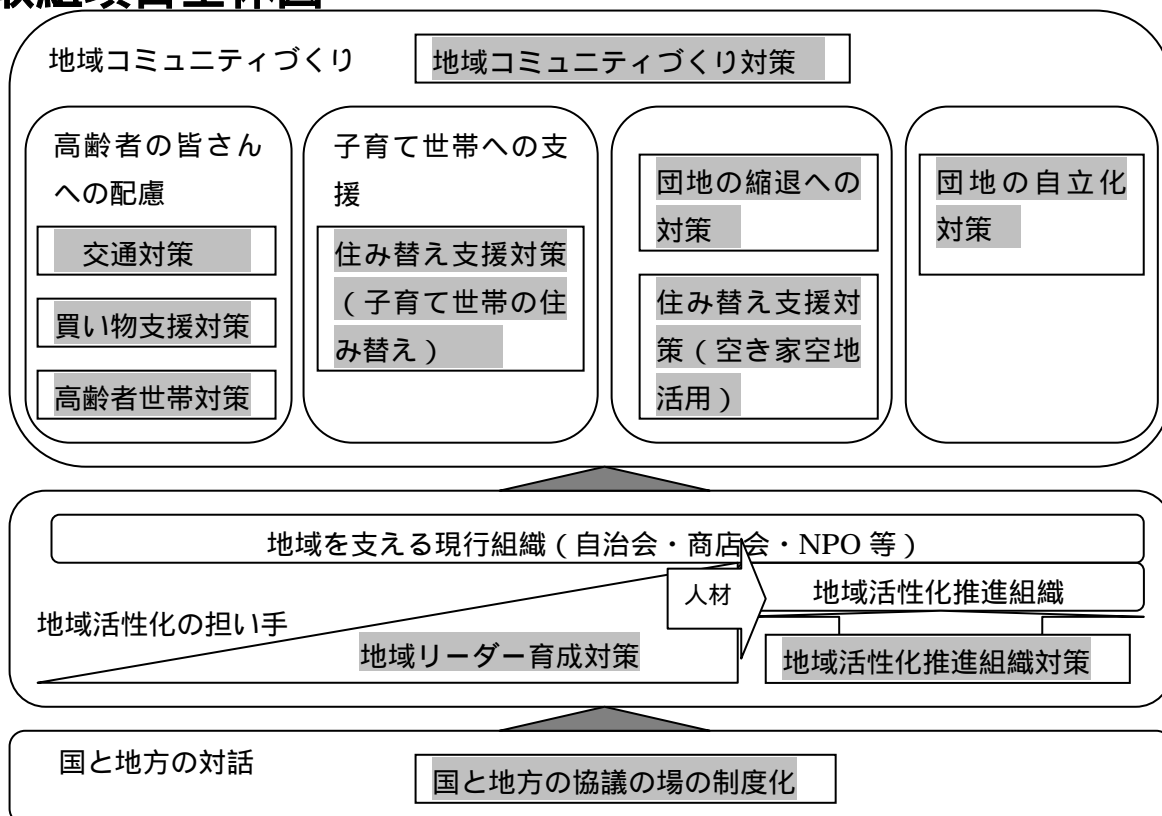 地域コミュニティづくり
地域コミュニティづくり対策
高齢者の皆さん
への配慮
交通対策
買い物支援対策
高齢者世帯対策
子育て世帯への支
援
住み替え支援対策
（子育て世帯の住
み替え）
団地の縮退への
対策
住み替え支援対
策（空き家空地
活用）
団地の自立化
対策
地域を支える現行組織（自治会・商店会・NPO 等）
人材
地域活性化推進組織
地域活性化の担い手
地域リーダー育成対策
地域活性化推進組織対策
国と地方の対話
国と地方の協議の場の制度化